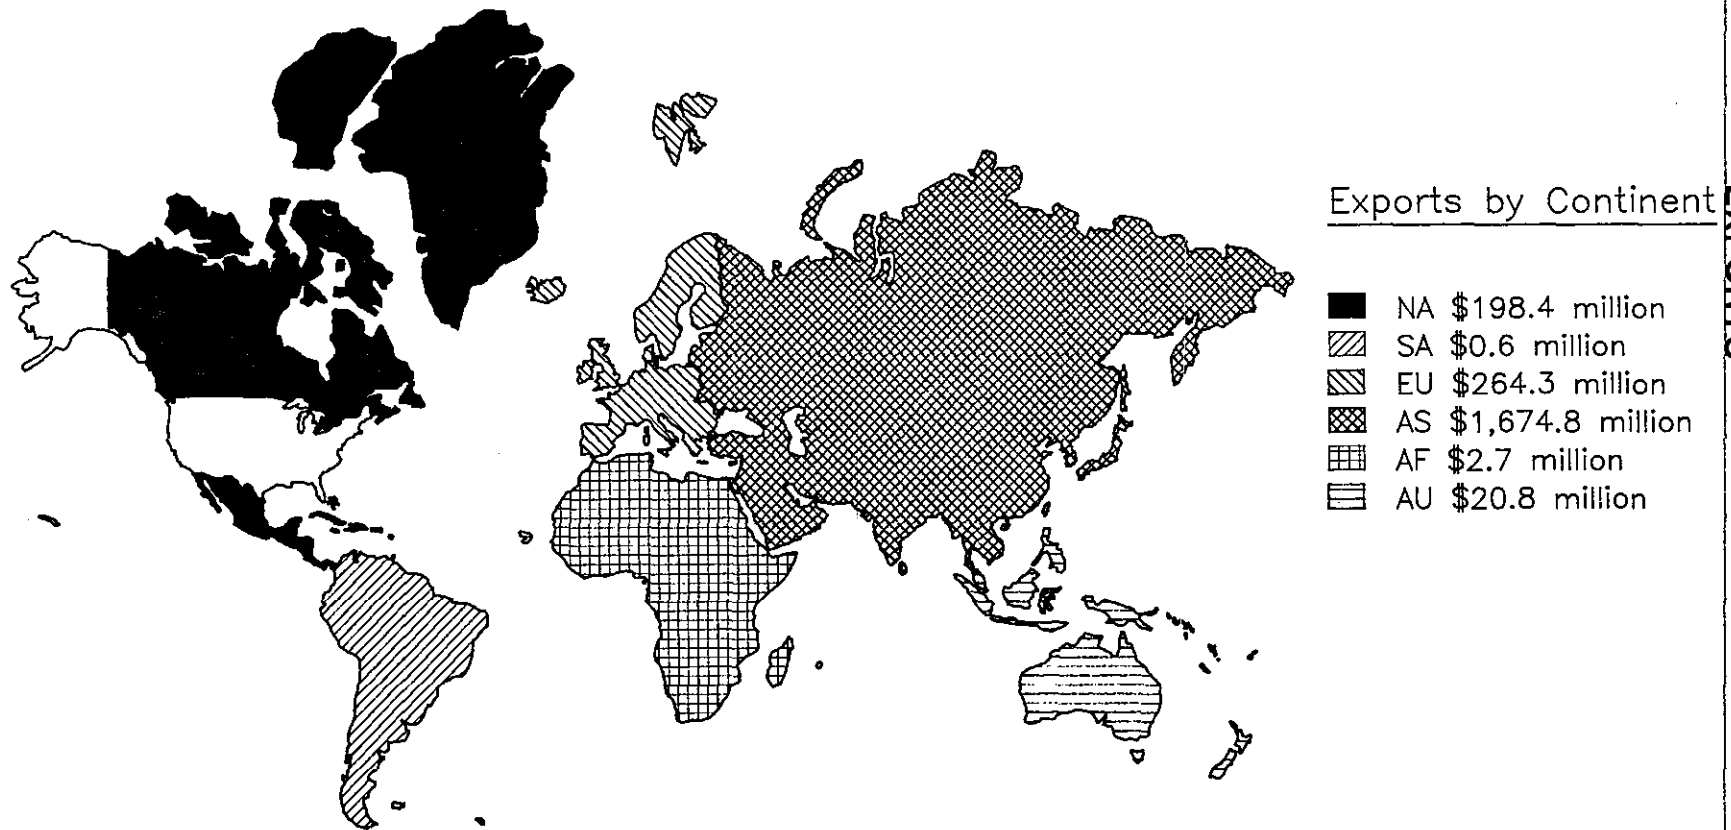 Exports by Continent
NA $198.4 million
SA $0.6 million
EU $264.3 million
AS $1,674.8 million
AF $2.7 million
AU $20.8 million